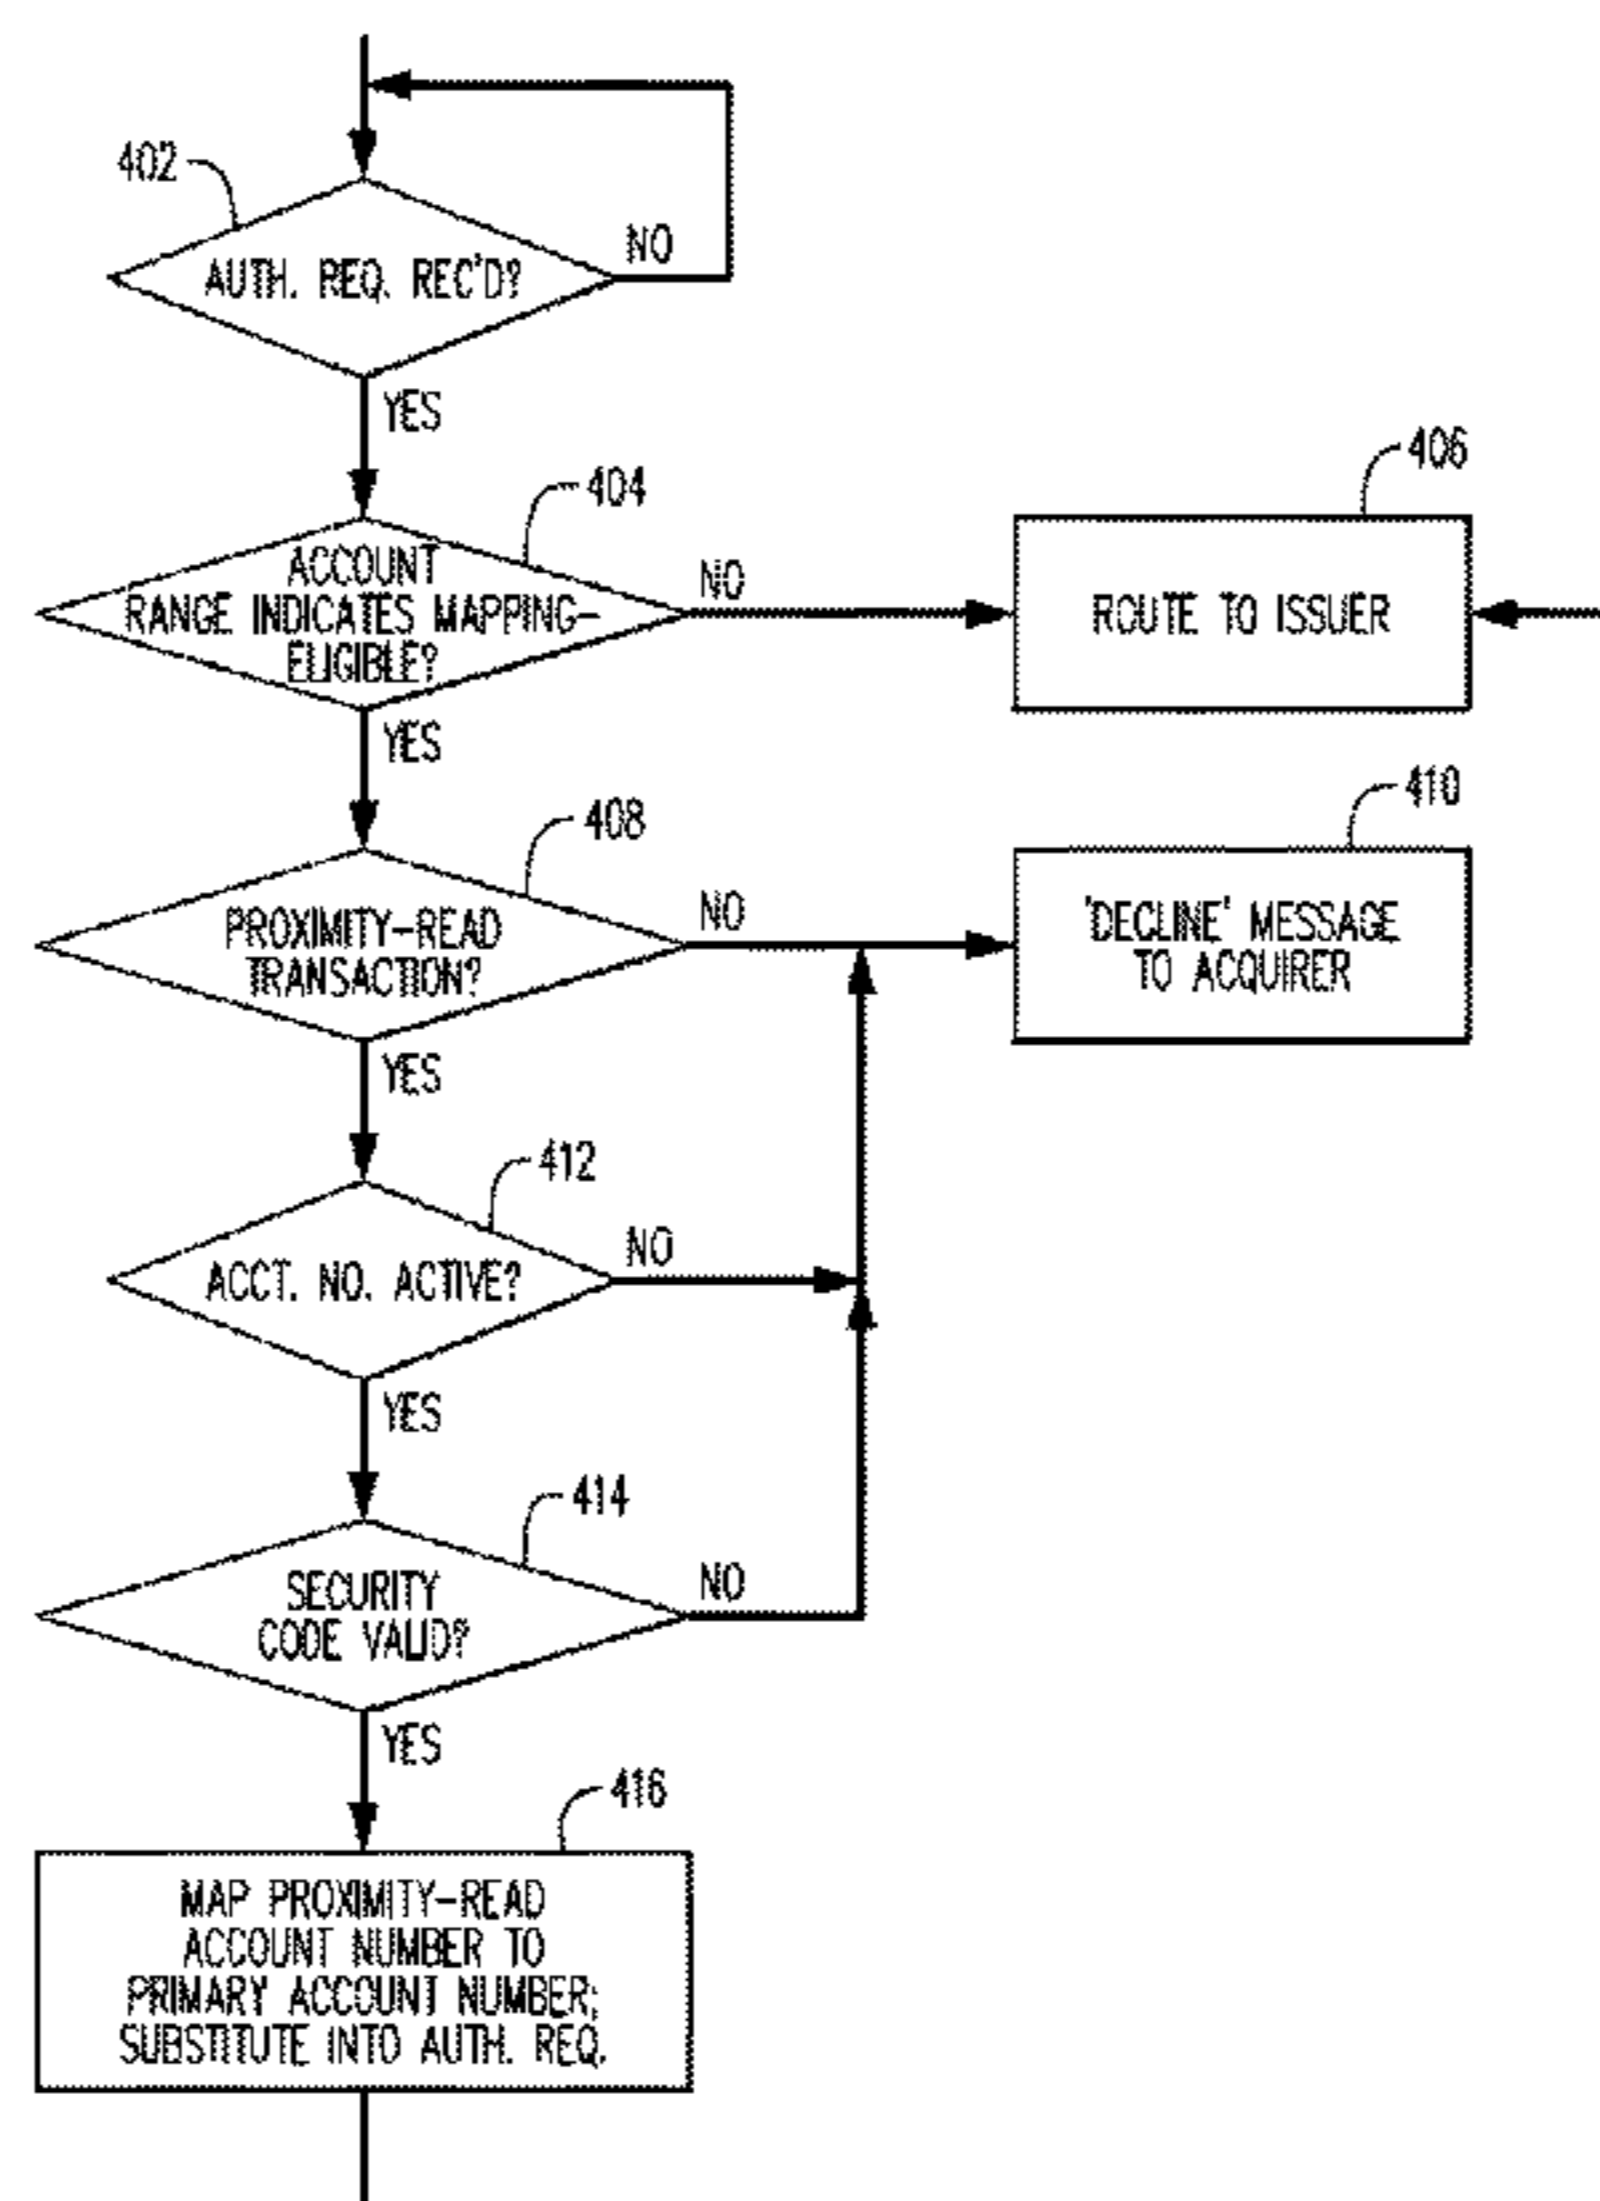 402
AUTH. REQ. REC'D?
NO
YES
404
ACCOUNT
RANGE INDICATES MAPPING-
ELIGIBLE?
NO
YES
406
ROUTE TO ISSUER
408
PROXIMITY-READ
TRANSACTION?
NO
YES
410
'DECLINE' MESSAGE
TO ACQUIRER
412
ACCT. NO. ACTIVE?
NO
YES
414
SECURITY
CODE VALID?
NO
YES
416
MAP PROXIMITY-READ
ACCOUNT NUMBER TO
PRIMARY ACCOUNT NUMBER;
SUBSTITUTE INTO AUTH. REQ.